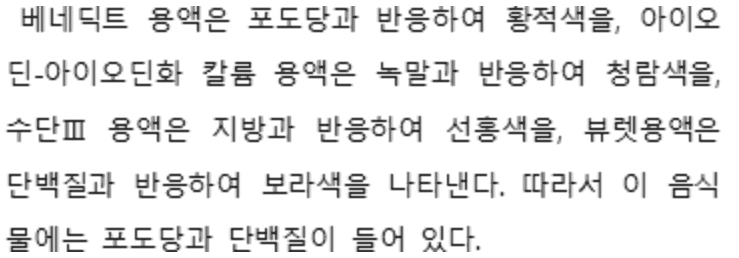 베네딕트 용액은 포도당과 반응하여 황적색을, 아이오
딘-아이오딘화 칼륨 용액은 녹말과 반응하여 청람색을,
수단Ⅲ 용액은 지방과 반응하여 선홍색을, 뷰렛용액은
단백질과 반응하여 보라색을 나타낸다. 따라서 이 음식
물에는 포도당과 단백질이 들어 있다.